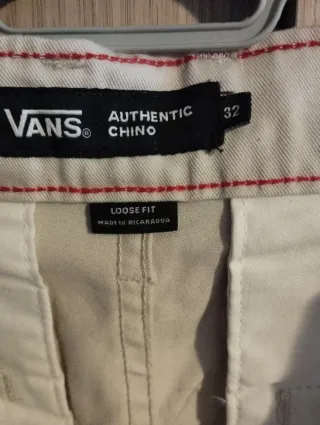 VANS® AUTHENTIC CHINO 32
LOOSE FIT
MADE IN NICARAGUA